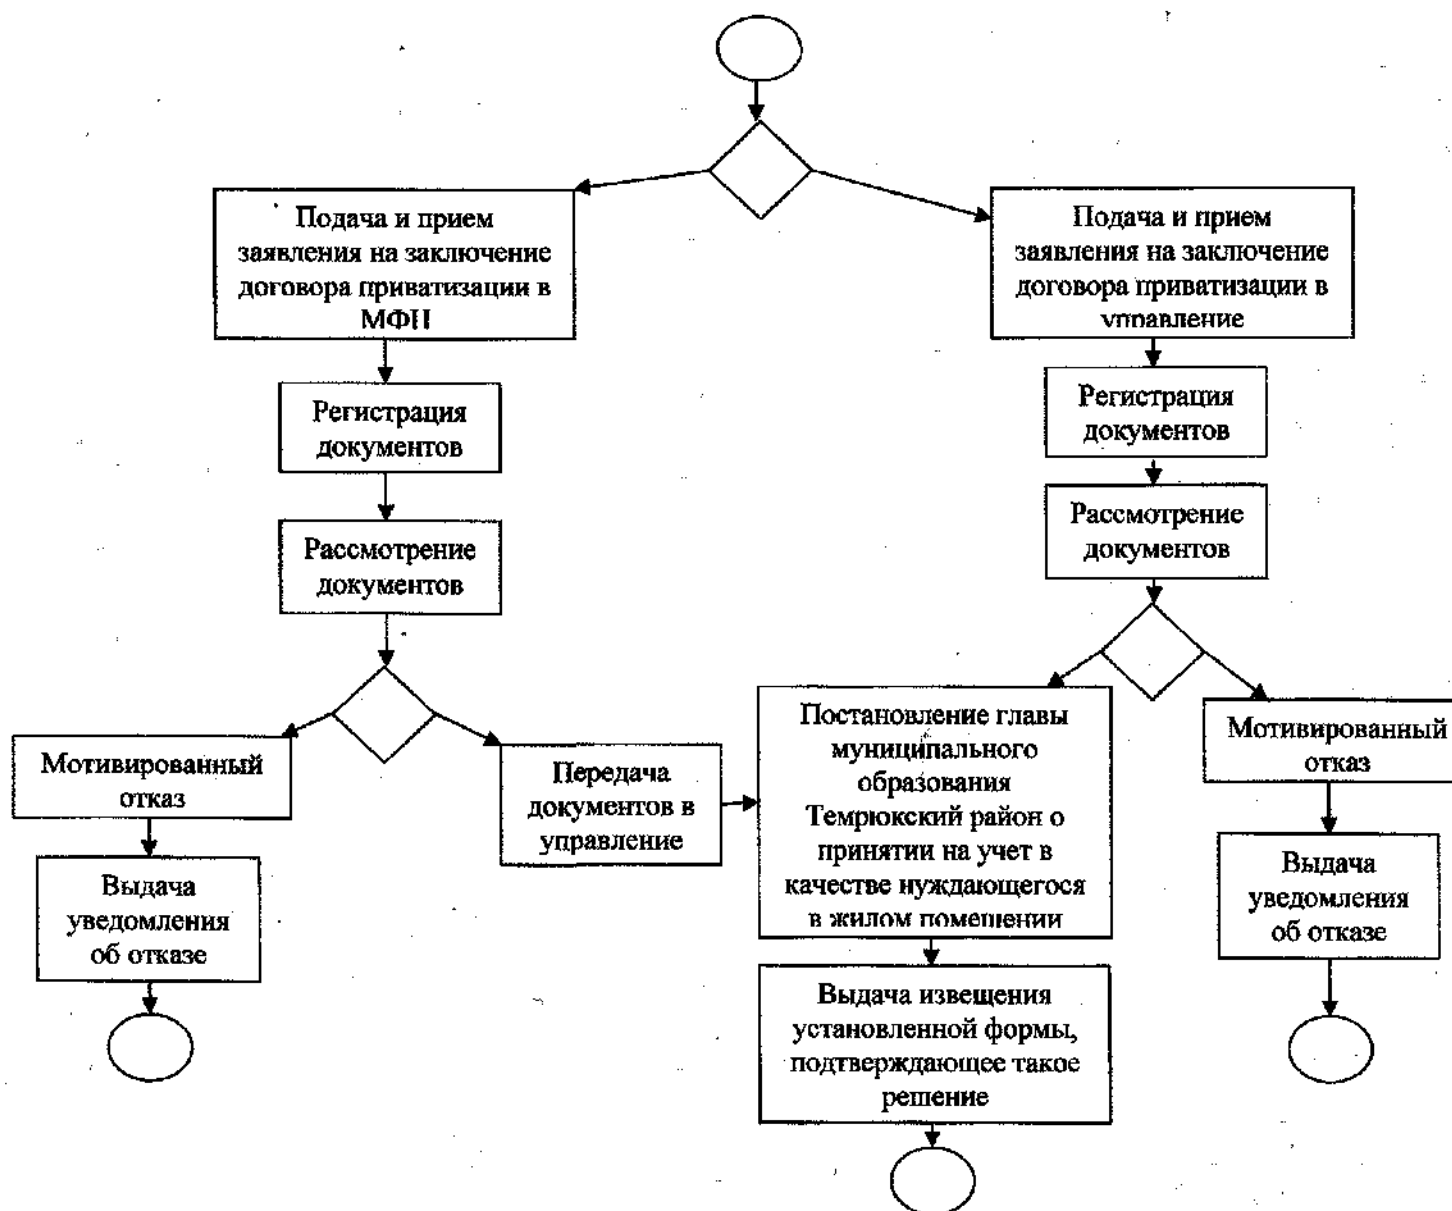 Подача и прием
заявления на заключение
договора приватизации в
МФЦ
Подача и прием
заявления на заключение
договора приватизации в
управление
Регистрация
документов
Регистрация
документов
Рассмотрение
документов
Рассмотрение
документов
Мотивированный
отказ
Передача
документов в
управление
Постановление главы
муниципального
образования
Темрюкский район о
принятии на учет в
качестве нуждающегося
в жилом помещении
Мотивированный
отказ
Выдача
уведомления
об отказе
Выдача
уведомления
об отказе
Выдача извещения
установленной формы,
подтверждающее такое
решение